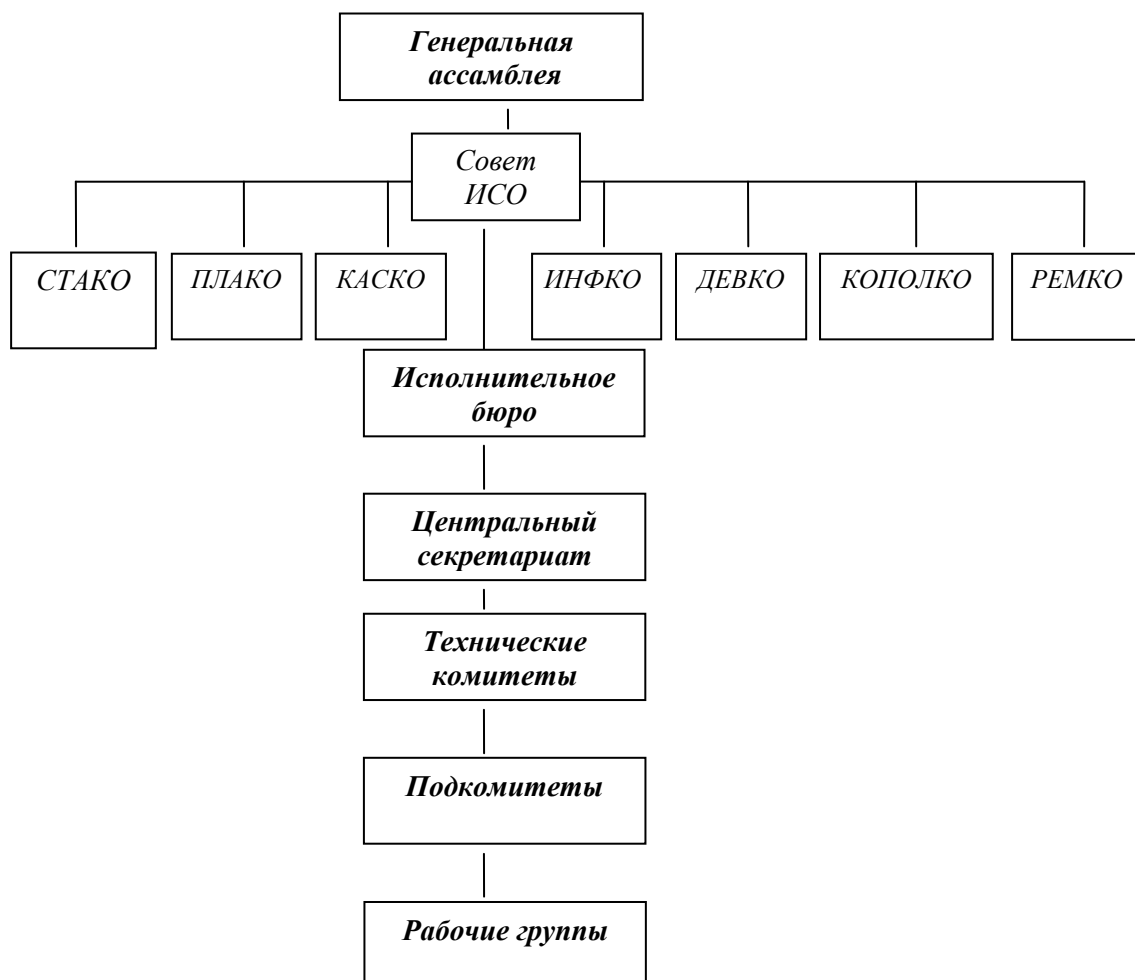 Генеральная
ассамблея
Совет
ИСО
СТАКО
ПЛАКО
КАСКО
ИНФКО
ДЕВКО
КОПОЛКО
РЕМКО
Исполнительное
бюро
Центральный
секретариат
Технические
комитеты
Подкомитеты
Рабочие группы